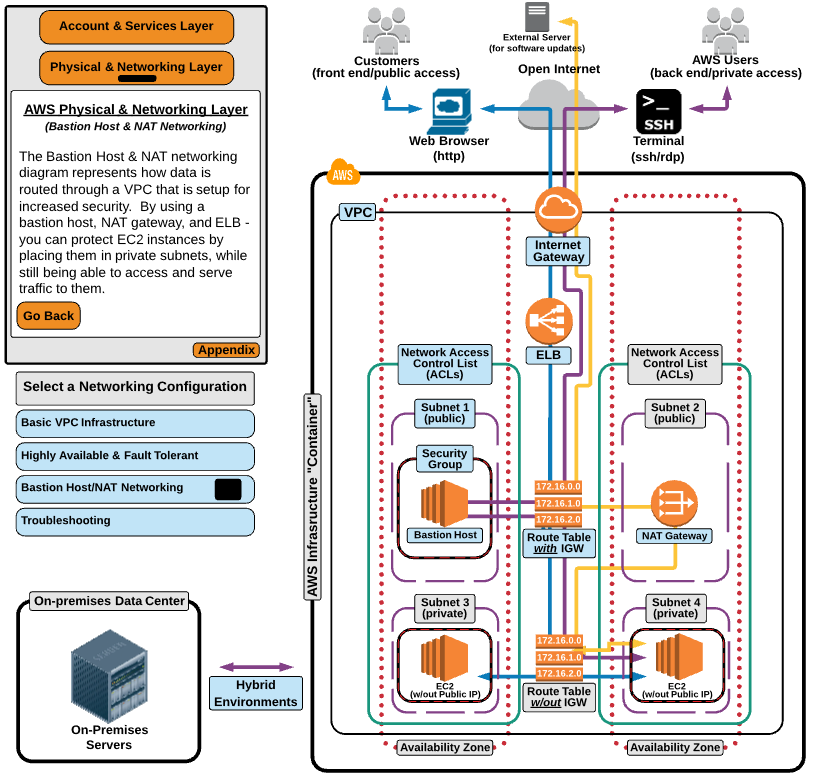 Account & Services Layer
Physical & Networking Layer
AWS Physical & Networking Layer
(Bastion Host & NAT Networking)
The Bastion Host & NAT networking
diagram represents how data is
routed through a VPC that is setup for
increased security.  By using a
bastion host, NAT gateway, and ELB -
you can protect EC2 instances by
placing them in private subnets, while
still being able to access and serve
traffic to them.
Go Back
Appendix
Select a Networking Configuration
Basic VPC Infrastructure
Highly Available & Fault Tolerant
Bastion Host/NAT Networking
Troubleshooting
On-premises Data Center
On-Premises
Servers
Hybrid
Environments
Customers
(front end/public access)
External Server
(for software updates)
Open Internet
AWS Users
(back end/private access)
Web Browser
(http)
>_
SSH
Terminal
(ssh/rdp)
AWS
AWS Infrasructure "Container"
VPC
Internet
Gateway
ELB
Network Access
Control List
(ACLs)
Network Access
Control List
(ACLs)
Subnet 1
(public)
Subnet 2
(public)
Security
Group
Bastion Host
172.16.0.0
172.16.1.0
172.16.2.0
Route Table
with IGW
NAT Gateway
Subnet 3
(private)
Subnet 4
(private)
EC2
(w/out Public IP)
172.16.0.0
172.16.1.0
172.16.2.0
Route Table
w/out IGW
EC2
(w/out Public IP)
Availability Zone
Availability Zone